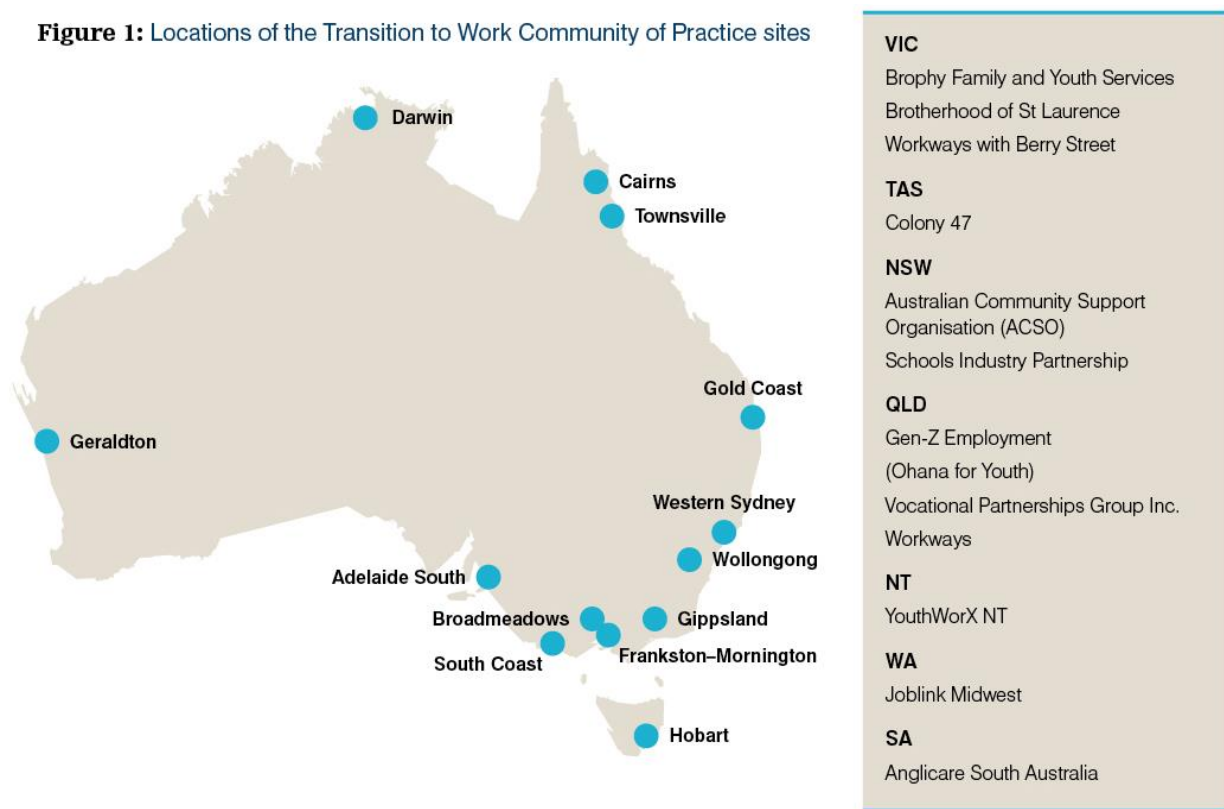 Figure 1: Locations of the Transition to Work Community of Practice sites
Darwin
Cairns
Townsville
Gold Coast
Geraldton
Western Sydney
Wollongong
Adelaide South
Broadmeadows
Gippsland
South Coast
Frankston–Mornington
Hobart
VIC
Brophy Family and Youth Services
Brotherhood of St Laurence
Workways with Berry Street
TAS
Colony 47
NSW
Australian Community Support
Organisation (ACSO)
Schools Industry Partnership
QLD
Gen-Z Employment
(Ohana for Youth)
Vocational Partnerships Group Inc.
Workways
NT
YouthWorX NT
WA
Joblink Midwest
SA
Anglicare South Australia